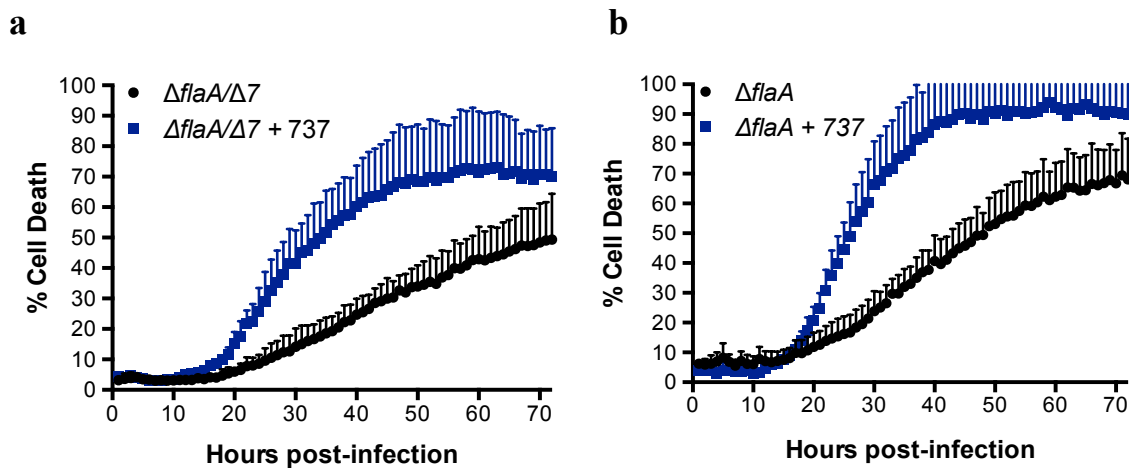 a
% Cell Death
100
90
80
70
60
50
40
30
20
10
0
ΔflaA/Δ7
ΔflaA/Δ7 + 737
0 10 20 30 40 50 60 70
Hours post-infection
b
% Cell Death
100
90
80
70
60
50
40
30
20
10
0
ΔflaA
ΔflaA + 737
0 10 20 30 40 50 60 70
Hours post-infection